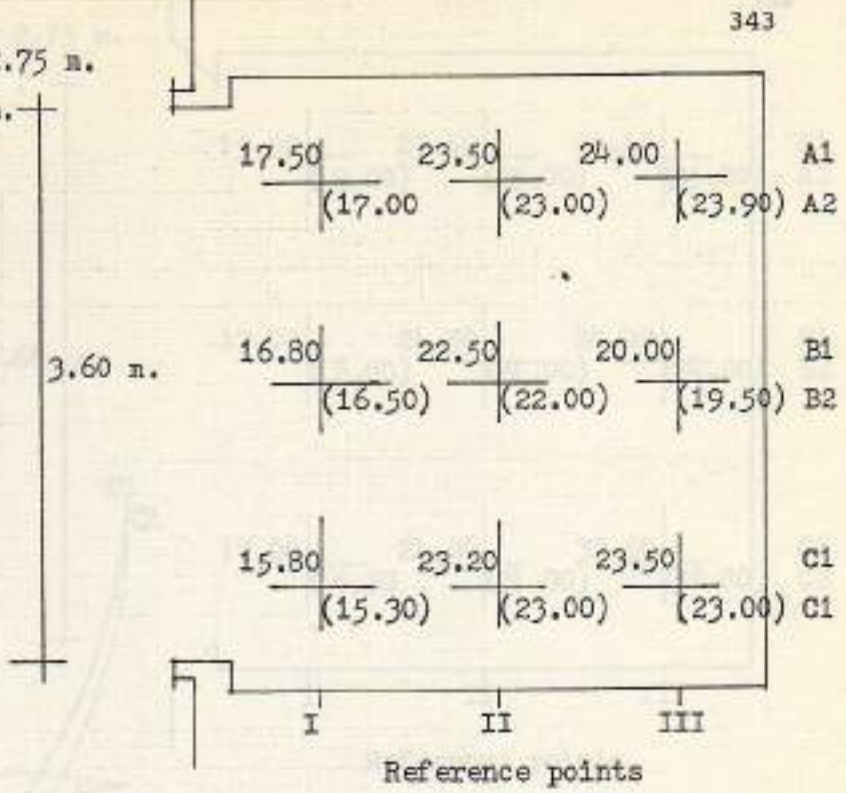 343
.75 m.
17.50 23.50 24.00 A1
(17.00 (23.00) (23.90) A2
3.60 m.
16.80 22.50 20.00 B1
(16.50) (22.00) (19.50) B2
15.80 23.20 23.50 C1
(15.30) (23.00) (23.00) C1
I II III
Reference points